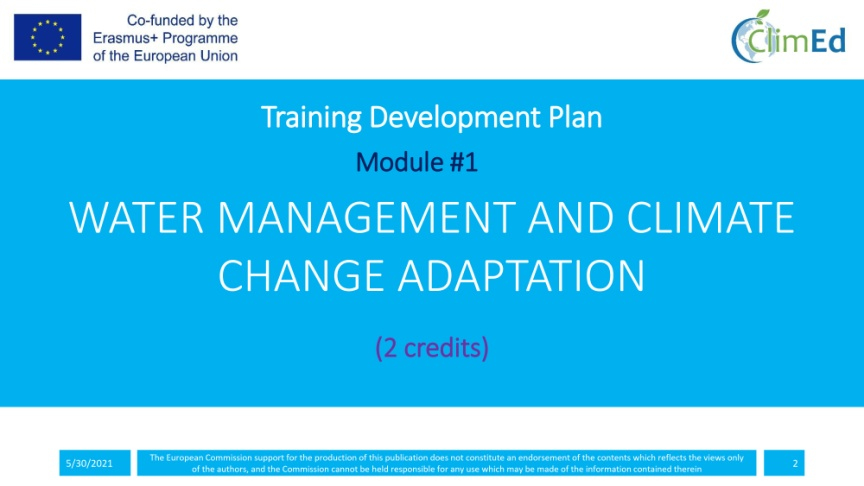 Co-funded by the
Erasmus+ Programme
of the European Union
ClimEd
Training Development Plan
Module #1
WATER MANAGEMENT AND CLIMATE
CHANGE ADAPTATION
(2 credits)
5/30/2021
The European Commission support for the production of this publication does not constitute an endorsement of the contents which reflects the views only
of the authors, and the Commission cannot be held responsible for any use which may be made of the information contained therein
2